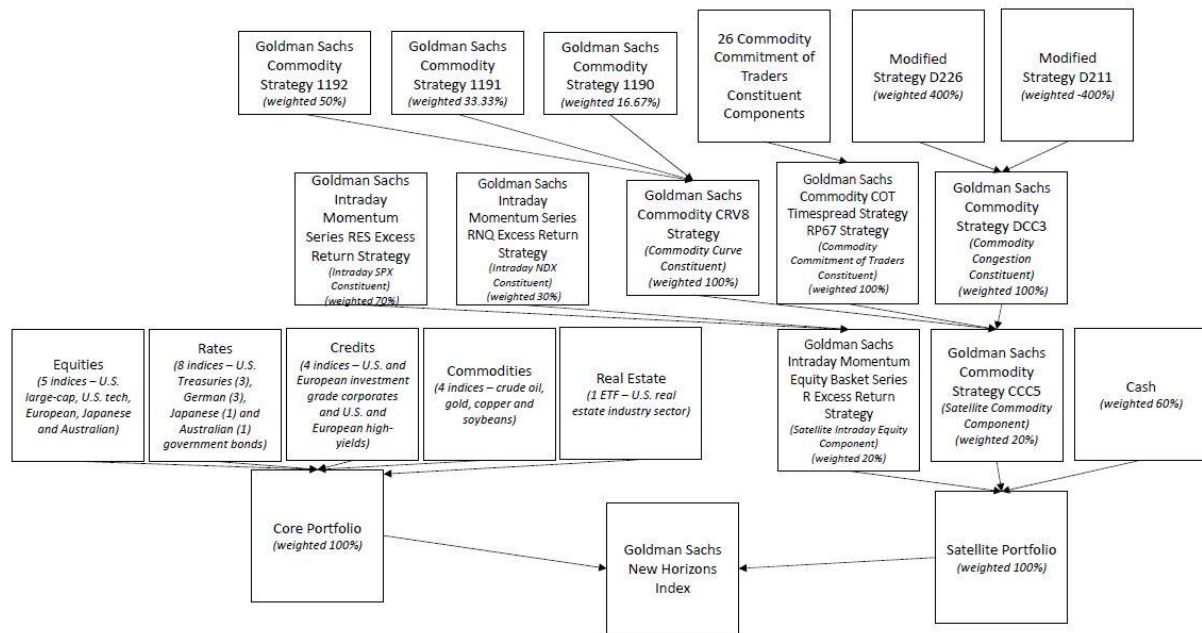 Goldman Sachs
Commodity
Strategy 1192
(weighted 50%)
Goldman Sachs
Commodity
Strategy 1191
(weighted 33.33%)
Goldman Sachs
Commodity
Strategy 1190
(weighted 16.67%)
26 Commodity
Commitment of
Traders
Constituent
Components
Modified
Strategy D226
(weighted 400%)
Modified
Strategy D211
(weighted -400%)
Goldman Sachs
Intraday
Momentum
Series RES Excess
Return Strategy
(Intraday SPX
Constituent)
(weighted 70%)
Goldman Sachs
Intraday
Momentum Series
RNQ Excess Return
Strategy
(Intraday NDX
Constituent)
(weighted 30%)
Goldman Sachs
Commodity CRV8
Strategy
(Commodity Curve
Constituent)
(weighted 100%)
Goldman Sachs
Commodity COT
Timespread Strategy
RP67 Strategy
(Commodity
Commitment of Traders
Constituent)
(weighted 100%)
Goldman Sachs
Commodity
Strategy DCC3
(Commodity
Congestion
Constituent)
(weighted 100%)
Equities
(5 indices – U.S.
large-cap, U.S. tech,
European, Japanese
and Australian)
Rates
(8 indices – U.S.
Treasuries (3),
German (3),
Japanese (1) and
Australian (1)
government bonds)
Credits
(4 indices – U.S. and
European investment
grade corporates
and U.S. and
European high-
yields)
Commodities
(4 indices – crude oil,
gold, copper and
soybeans)
Real Estate
(1 ETF – U.S. real
estate industry sector)
Goldman Sachs
Intraday Momentum
Equity Basket Series
R Excess Return
Strategy
(Satellite Intraday Equity
Component)
(weighted 20%)
Goldman Sachs
Commodity
Strategy CCC5
(Satellite Commodity
Component)
(weighted 20%)
Cash
(weighted 60%)
Core Portfolio
(weighted 100%)
Goldman Sachs
New Horizons
Index
Satellite Portfolio
(weighted 100%)